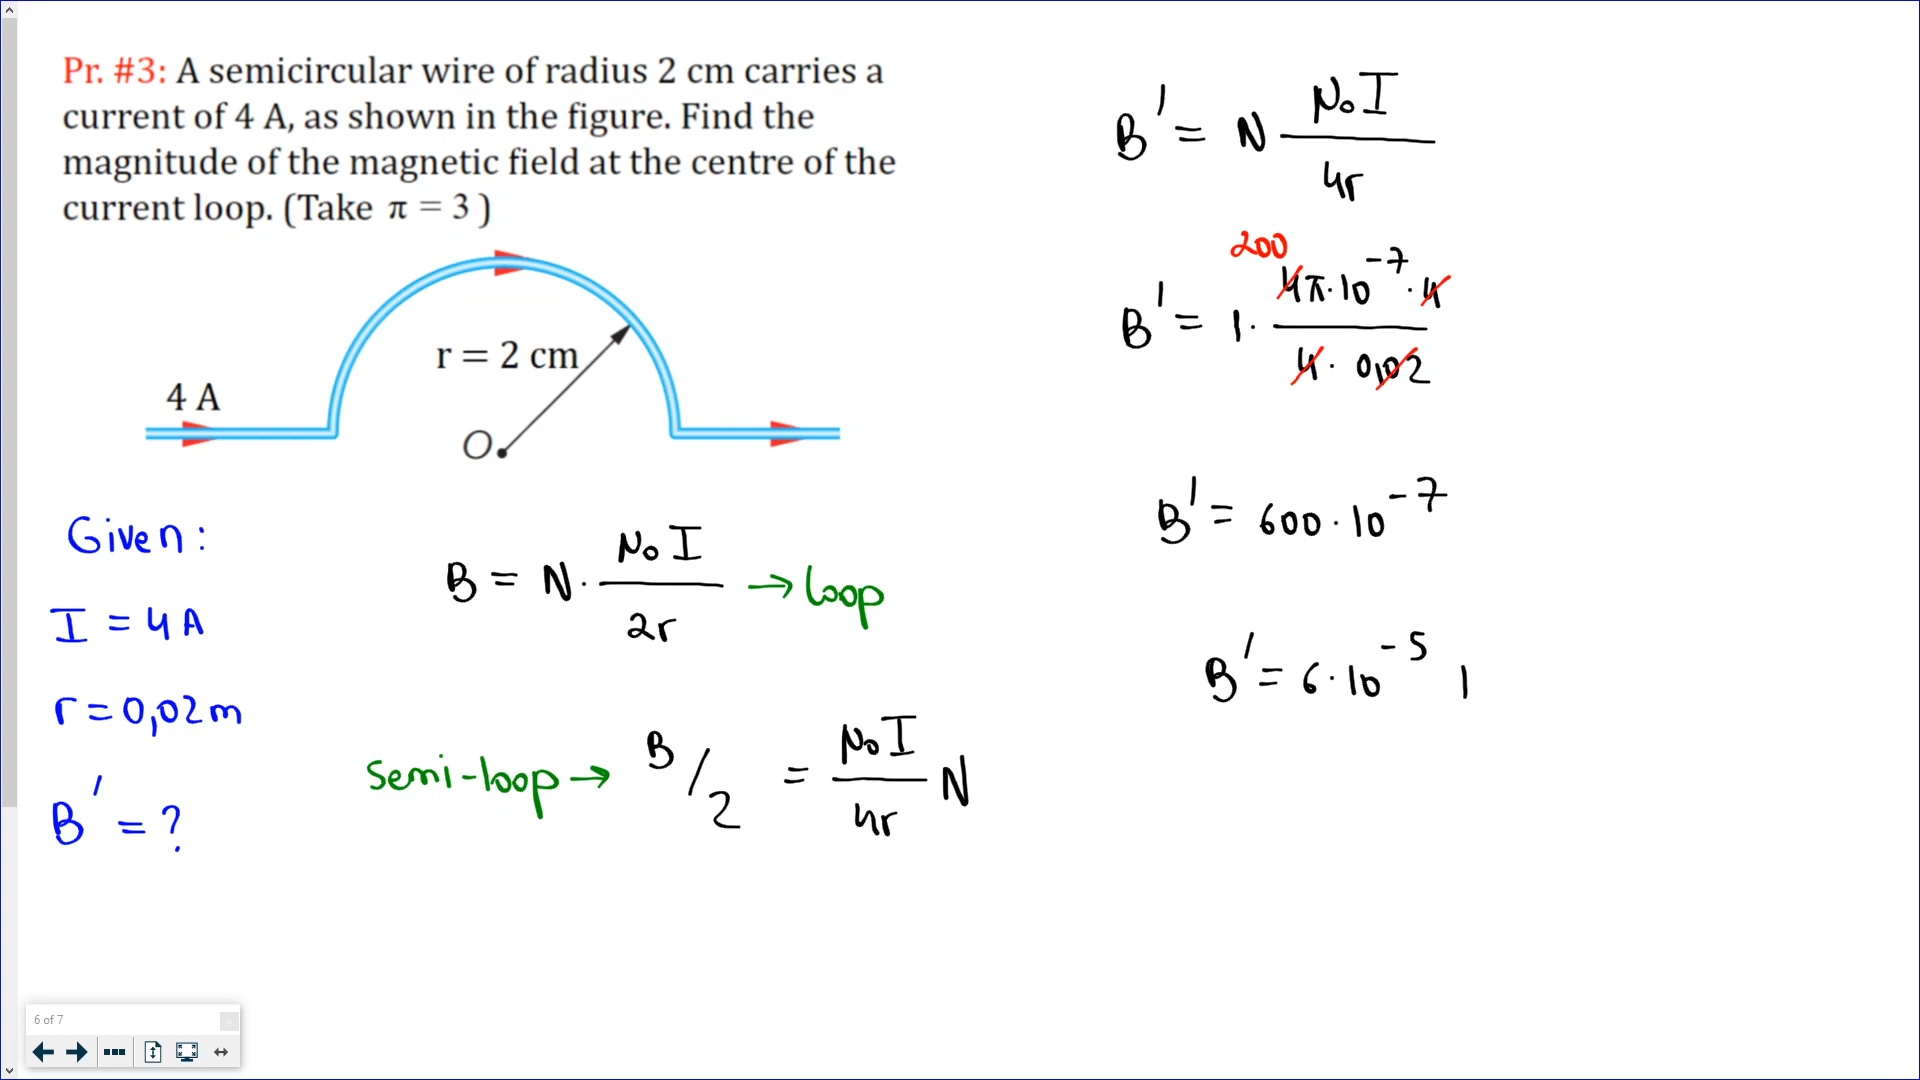 Pr. #3: A semicircular wire of radius 2 cm carries a
current of 4 A, as shown in the figure. Find the
magnitude of the magnetic field at the centre of the
current loop. (Take π = 3)
4 A
r = 2 cm
O
Given:
I = 4A
r = 0,02m
B' = ?
B = N · μ₀I / 2r → loop
semi-loop → B/2 = μ₀I / 4r N
B' = N μ₀I / 4r
200
B' = 1 · 4π·10⁻⁷·4 / 4·0,02
B' = 600·10⁻⁷
B' = 6·10⁻⁵
6 of 7